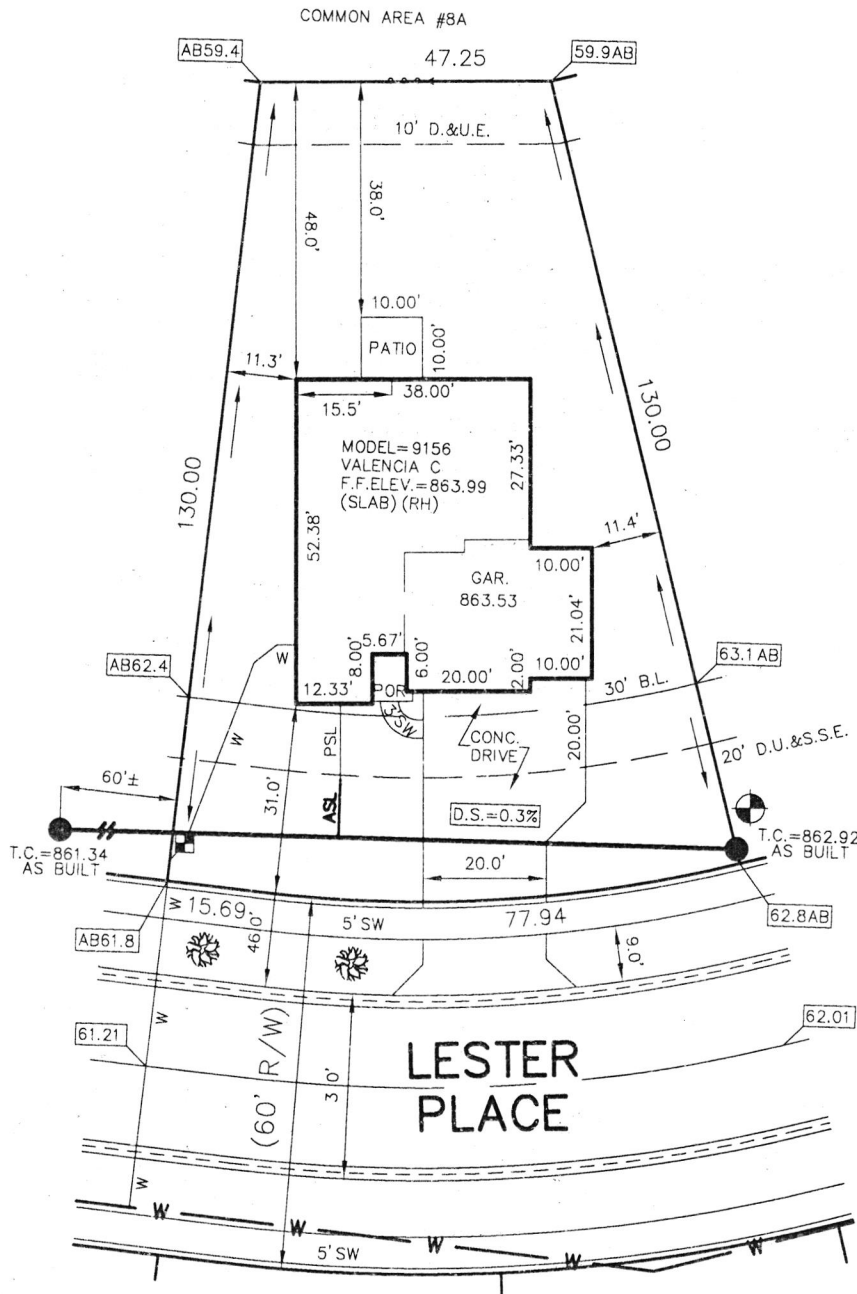 COMMON AREA #8A
AB59.4
47.25
59.9AB
10' D.&U.E.
48.0'
38.0'
10.00'
PATIO
10.00'
11.3'
38.00'
15.5'
130.00
130.00
MODEL=9156
VALENCIA C
F.F.ELEV.=863.99
(SLAB) (RH)
27.33'
52.38'
11.4'
10.00'
GAR.
863.53
21.04'
5.67'
8.00'
6.00'
2.00'
10.00'
W
AB62.4
63.1AB
12.33'
POR
20.00'
30' B.L.
3'SW
PSL
W
CONC.
DRIVE
20.00'
20' D.U.&S.S.E.
60'±
31.0'
ASL
D.S.=0.3%
T.C.=861.34
AS BUILT
T.C.=862.92
AS BUILT
20.0'
W
15.69
5' SW
77.94
62.8AB
AB61.8
46.0'
9.0'
W
61.21
62.01
(60' R/W)
LESTER
PLACE
W
W
W
W
W
W
W
5' SW